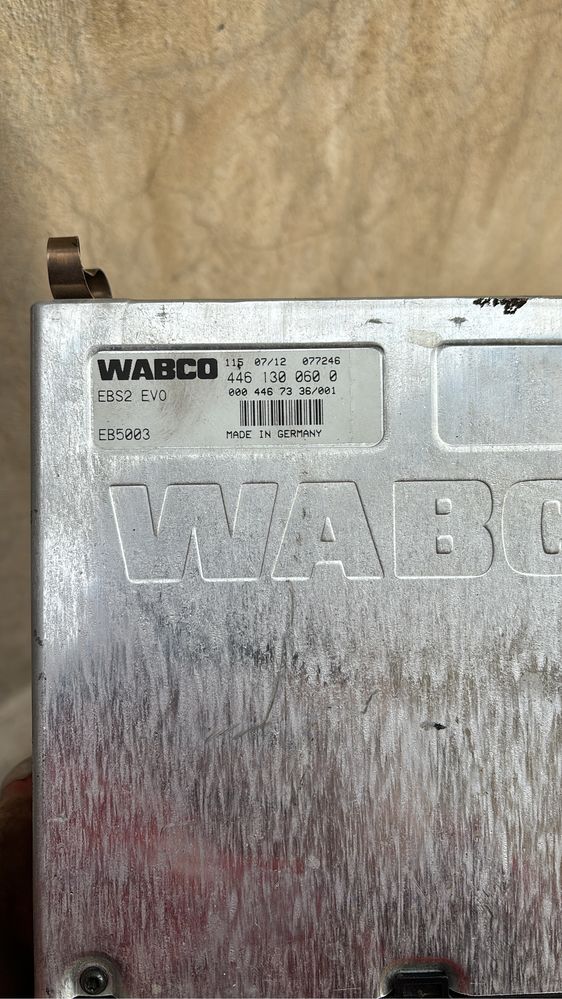 WABCO 115 07/12 077246
446 130 060 0
EBS2 EVO 000 446 73 36/001
EB5003 MADE IN GERMANY
WABC